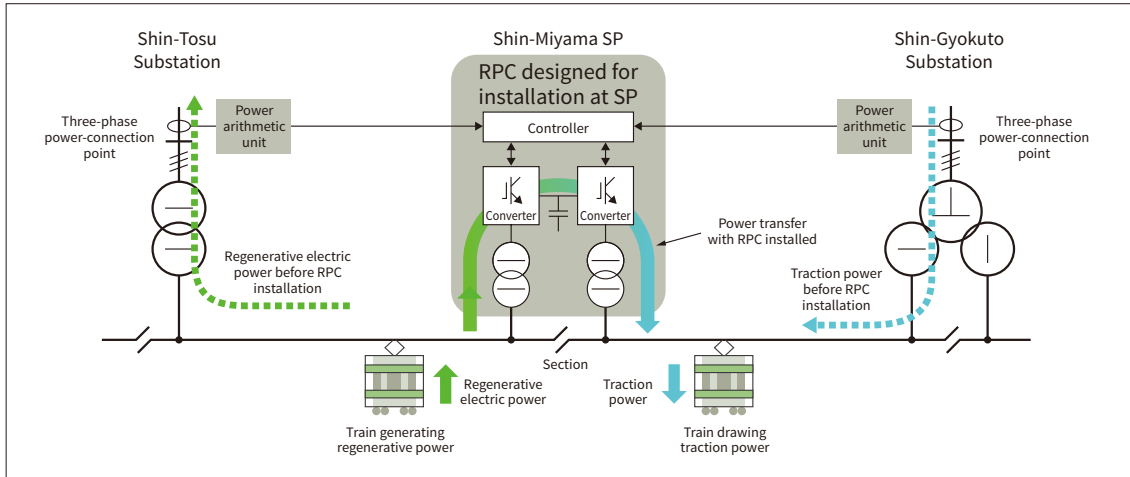 Shin-Tosu
Substation
Shin-Miyama SP
Shin-Gyokuto
Substation
RPC designed for
installation at SP
Three-phase
power-connection
point
Power
arithmetic
unit
Controller
Power
arithmetic
unit
Three-phase
power-connection
point
Converter
Converter
Power transfer
with RPC installed
Regenerative electric
power before RPC
installation
Traction power
before RPC
installation
Section
Regenerative
electric power
Traction
power
Train generating
regenerative power
Train drawing
traction power